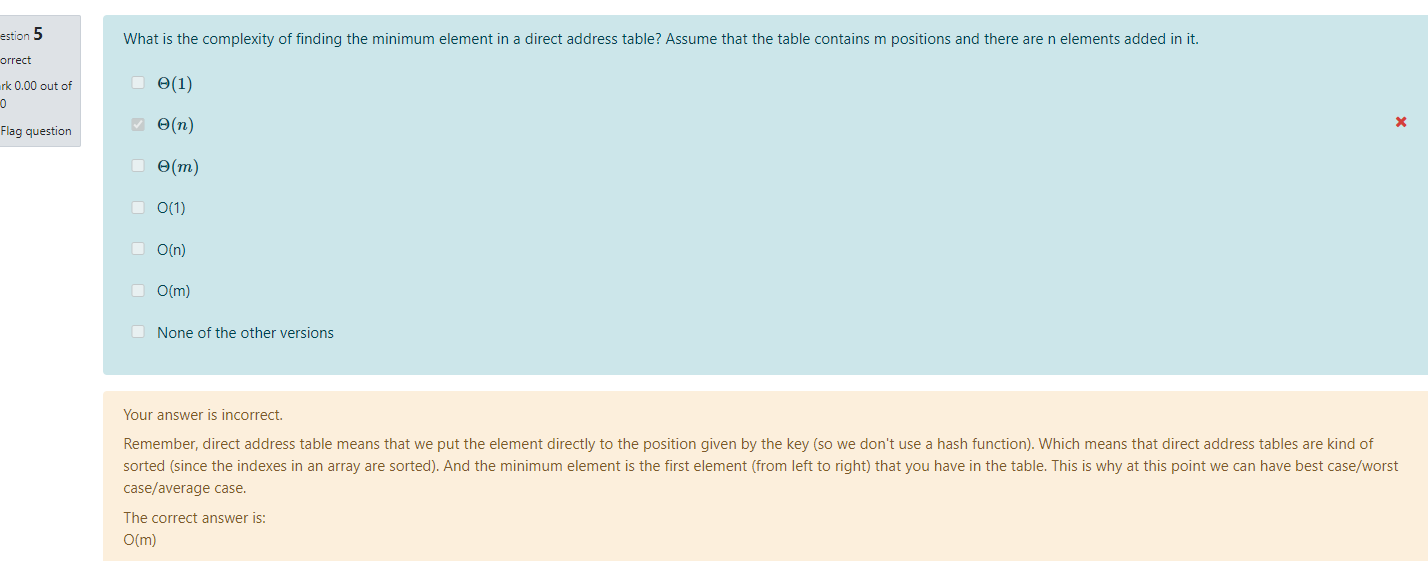 estion 5
orrect
rk 0.00 out of
0
Flag question
What is the complexity of finding the minimum element in a direct address table? Assume that the table contains m positions and there are n elements added in it.
Θ(1)
Θ(n)
Θ(m)
O(1)
O(n)
O(m)
None of the other versions
Your answer is incorrect.
Remember, direct address table means that we put the element directly to the position given by the key (so we don't use a hash function). Which means that direct address tables are kind of
sorted (since the indexes in an array are sorted). And the minimum element is the first element (from left to right) that you have in the table. This is why at this point we can have best case/worst
case/average case.
The correct answer is:
O(m)